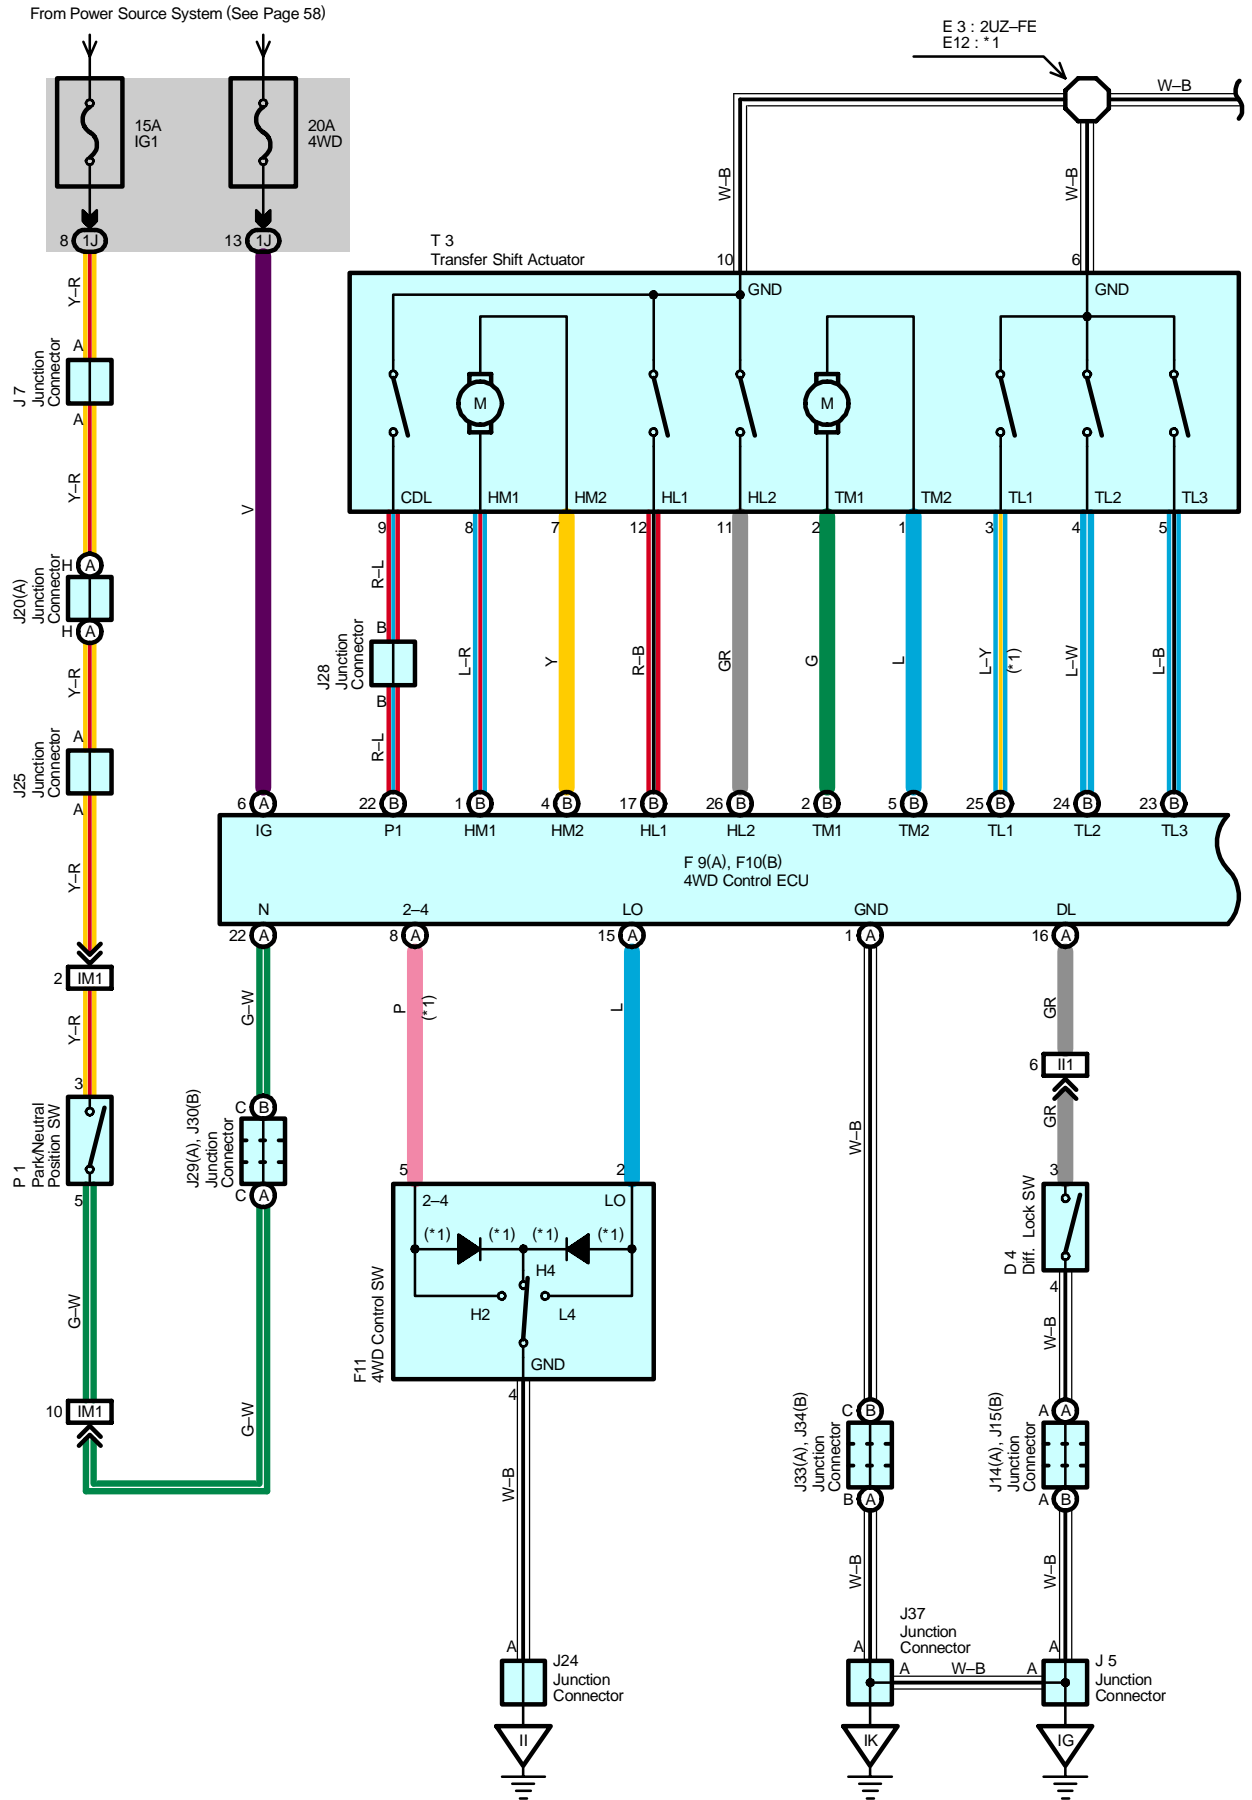 From Power Source System (See Page 58)
E 3 : 2UZ–FE
E12 : *1
W–B
15A
IG1
20A
4WD
8 1J
13 1J
W–B
W–B
T 3
Transfer Shift Actuator
10
6
GND
GND
Y–R
A
J 7
Junction
Connector
A
M
M
Y–R
V
CDL
HM1
HM2
HL1
HL2
TM1
TM2
TL1
TL2
TL3
9
8
7
12
11
2
1
3
4
5
H A
J20(A)
Junction
Connector
H A
R–L
B
J28
Junction
Connector
B
R–L
L–R
Y
R–B
GR
G
L
L–Y
(*1)
L–W
L–B
Y–R
A
J25
Junction
Connector
A
6 A
22 B
1 B
4 B
17 B
26 B
2 B
5 B
25 B
24 B
23 B
IG
P1
HM1
HM2
HL1
HL2
TM1
TM2
TL1
TL2
TL3
F 9(A), F10(B)
4WD Control ECU
Y–R
N
2–4
LO
GND
DL
22 A
8 A
15 A
1 A
16 A
2 IM1
Y–R
G–W
P
(*1)
L
GR
6 II1
GR
3
P 1
Park/Neutral
Position SW
5
C B
J29(A), J30(B)
Junction
Connector
C A
W–B
5
2
3
2–4
LO
(*1)
(*1)
(*1)
(*1)
H4
H2
L4
GND
F11
4WD Control SW
4
D 4
Diff. Lock SW
4
W–B
G–W
10 IM1
G–W
C B
J33(A), J34(B)
Junction
Connector
B A
A A
J14(A), J15(B)
Junction
Connector
A B
W–B
W–B
W–B
A
J24
Junction
Connector
J37
Junction
Connector
A
A
W–B
A
A
J 5
Junction
Connector
II
IK
IG